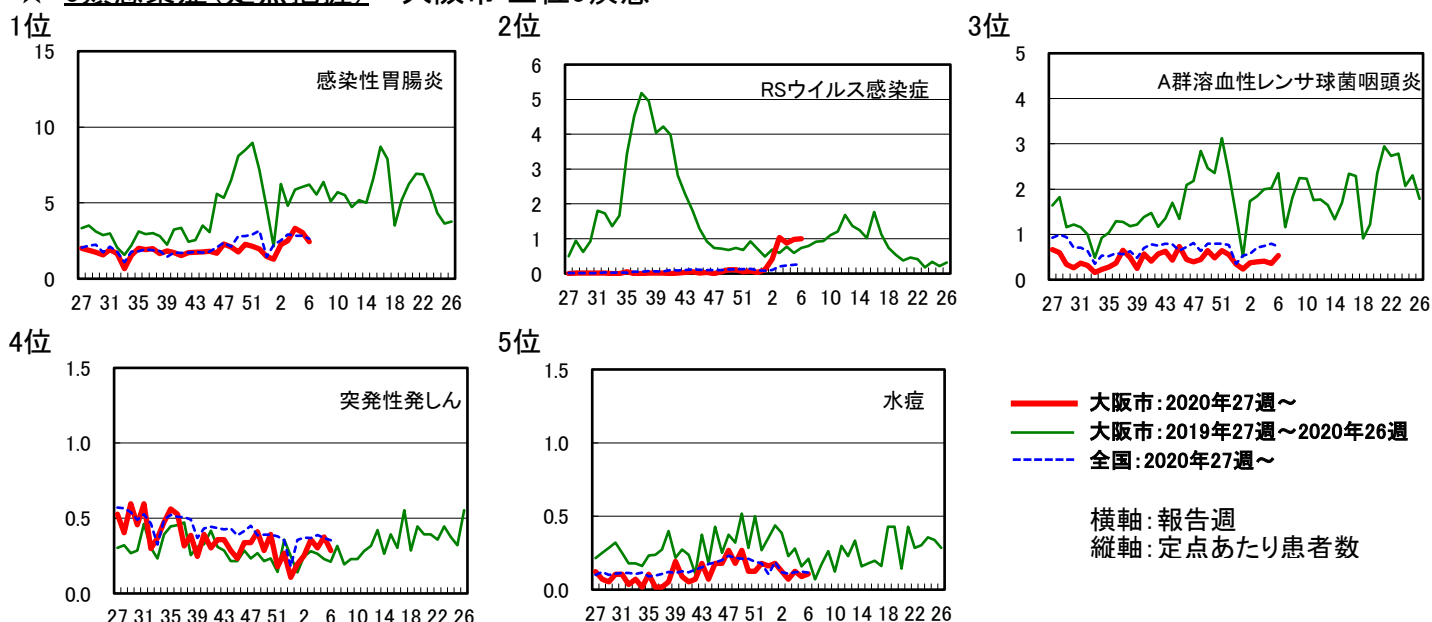 大阪市 上位5疾患
1位
感染性胃腸炎
15
10
5
0
27 31 35 39 43 47 51 2 6 10 14 18 22 26
2位
RSウイルス感染症
6
5
4
3
2
1
0
27 31 35 39 43 47 51 2 6 10 14 18 22 26
3位
A群溶血性レンサ球菌咽頭炎
5
4
3
2
1
0
27 31 35 39 43 47 51 2 6 10 14 18 22 26
4位
突発性発しん
1.5
1.0
0.5
0.0
27 31 35 39 43 47 51 2 6 10 14 18 22 26
5位
水痘
1.5
1.0
0.5
0.0
27 31 35 39 43 47 51 2 6 10 14 18 22 26
大阪市：2020年27週～
大阪市：2019年27週～2020年26週
全国：2020年27週～
横軸：報告週
縦軸：定点あたり患者数